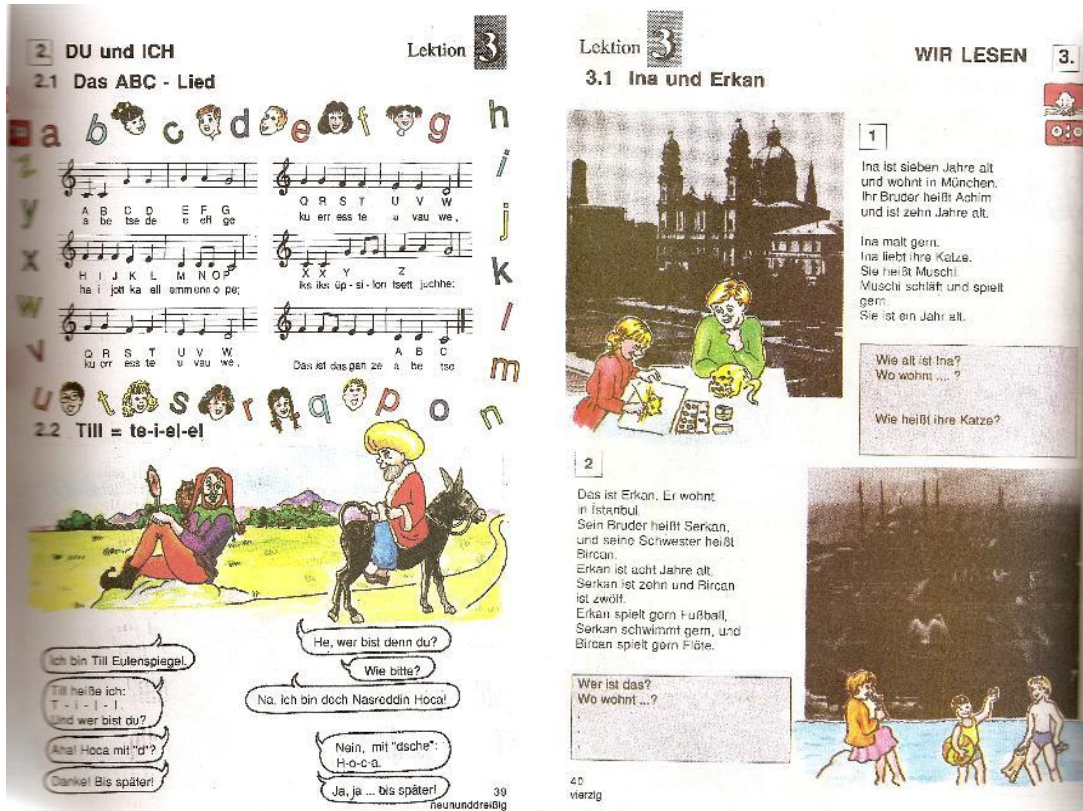 2. DU und ICH
Lektion 3
2.1 Das ABC - Lied
a b c d e f g h
i
j
k
l
m
n
o
p
q
r
s
t
u
v
w
x
y
z
A B C D E F G
a be tse de e eff ge
Q R S T U V W
ku err ess te u vau we,
H I J K L M N O P
ha i jott ka ell emmenn o pe;
X X Y Z
iks iks üp - si - lon tsett juchhe:
Q R S T U V W
ku err ess te u vau we,
A B C
Das ist das gan ze a be tse
2.2 Till = te-i-el-el
He, wer bist denn du?
Ich bin Till Eulenspiegel.
Wie bitte?
Till heiße ich:
T - i - l - l.
Und wer bist du?
Na, ich bin doch Nasreddin Hoca!
Aha! Hoca mit "d"?
Nein, mit "dsche":
H-o-c-a.
Danke! Bis später!
Ja, ja ... bis später!
39
neununddreißig
Lektion 3
WIR LESEN 3.
3.1 Ina und Erkan
1
Ina ist sieben Jahre alt
und wohnt in München.
Ihr Bruder heißt Achim
und ist zehn Jahre alt.
Ina malt gern.
Ina liebt ihre Katze.
Sie heißt Muschi.
Muschi schläft und spielt
gern.
Sie ist ein Jahr alt.
Wie alt ist Ina?
Wo wohnt .... ?
Wie heißt ihre Katze?
2
Das ist Erkan. Er wohnt
in İstanbul.
Sein Bruder heißt Serkan,
und seine Schwester heißt
Bircan.
Erkan ist acht Jahre alt,
Serkan ist zehn und Bircan
ist zwölf.
Erkan spielt gern Fußball,
Serkan schwimmt gern, und
Bircan spielt gern Flöte.
Wer ist das?
Wo wohnt ...?
40
vierzig